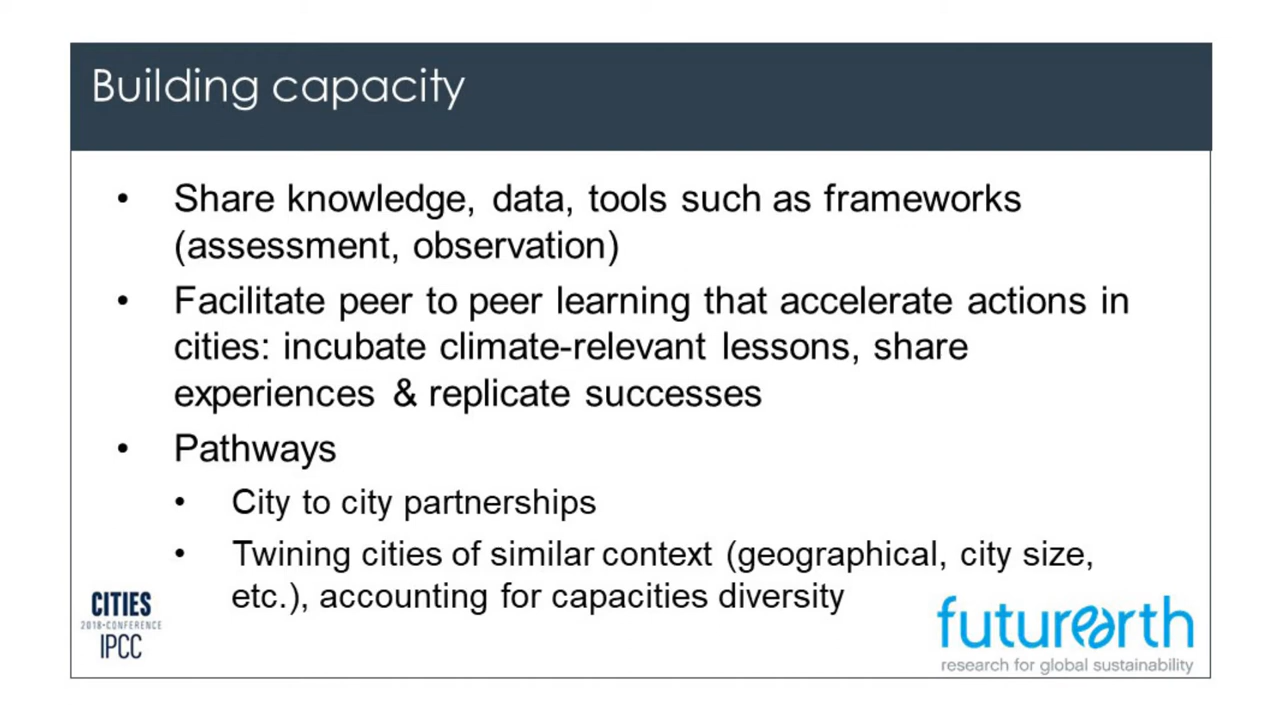 Building capacity
• Share knowledge, data, tools such as frameworks
(assessment, observation)
• Facilitate peer to peer learning that accelerate actions in
cities: incubate climate-relevant lessons, share
experiences & replicate successes
• Pathways
• City to city partnerships
• Twining cities of similar context (geographical, city size,
etc.), accounting for capacities diversity
CITIES
2018•CONFERENCE
IPCC
futurearth
research for global sustainability